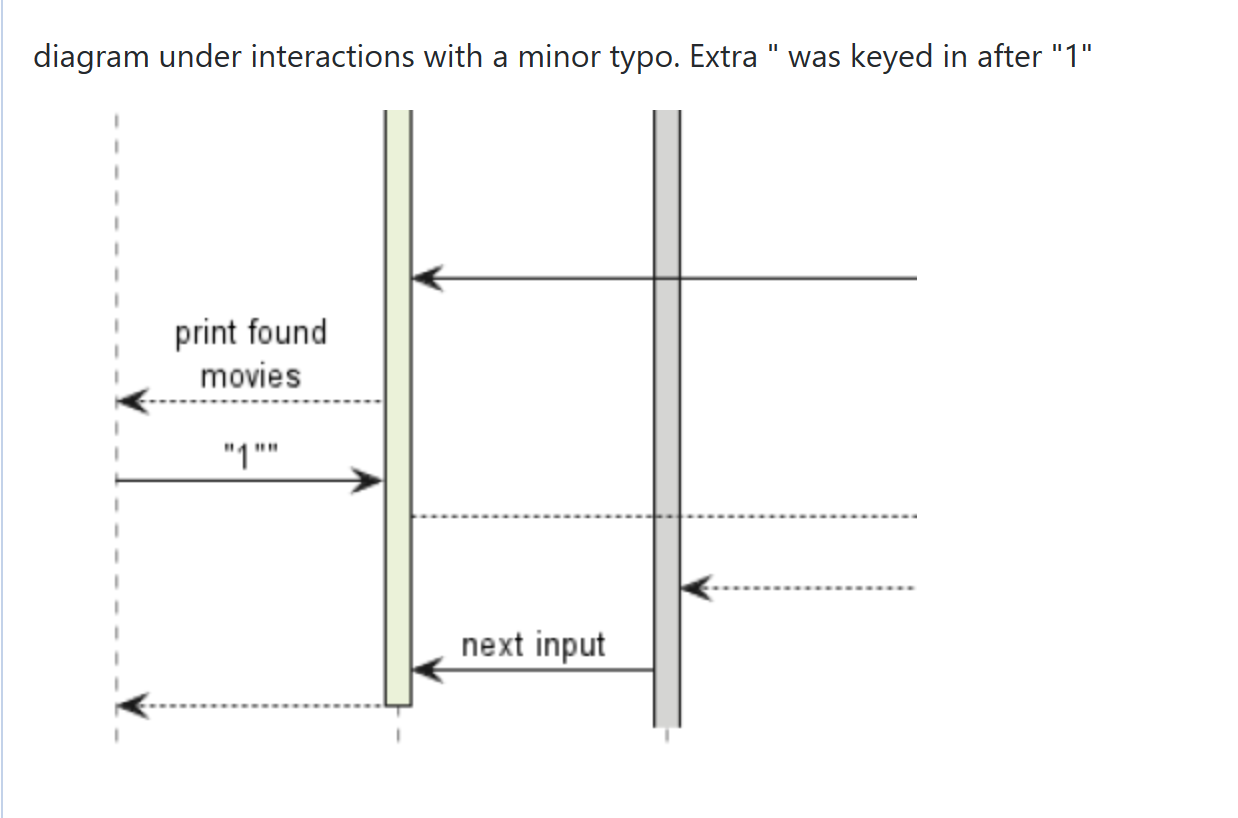 diagram under interactions with a minor typo. Extra " was keyed in after "1"
print found
movies
"1""
next input